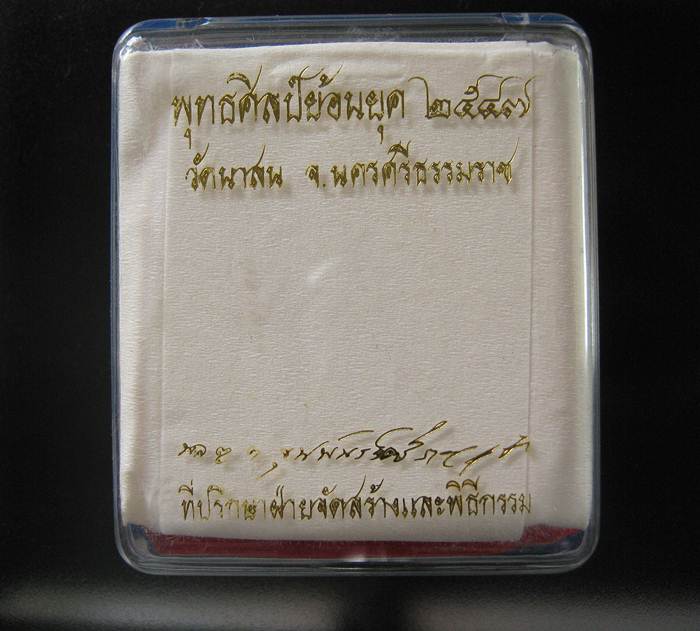 พุทธศิลป์ย้อนยุค ๒๕๔๗
วัดนาสน จ.นครศรีธรรมราช
ที่ปรึกษาฝ่ายจัดสร้างและพิธีกรรม